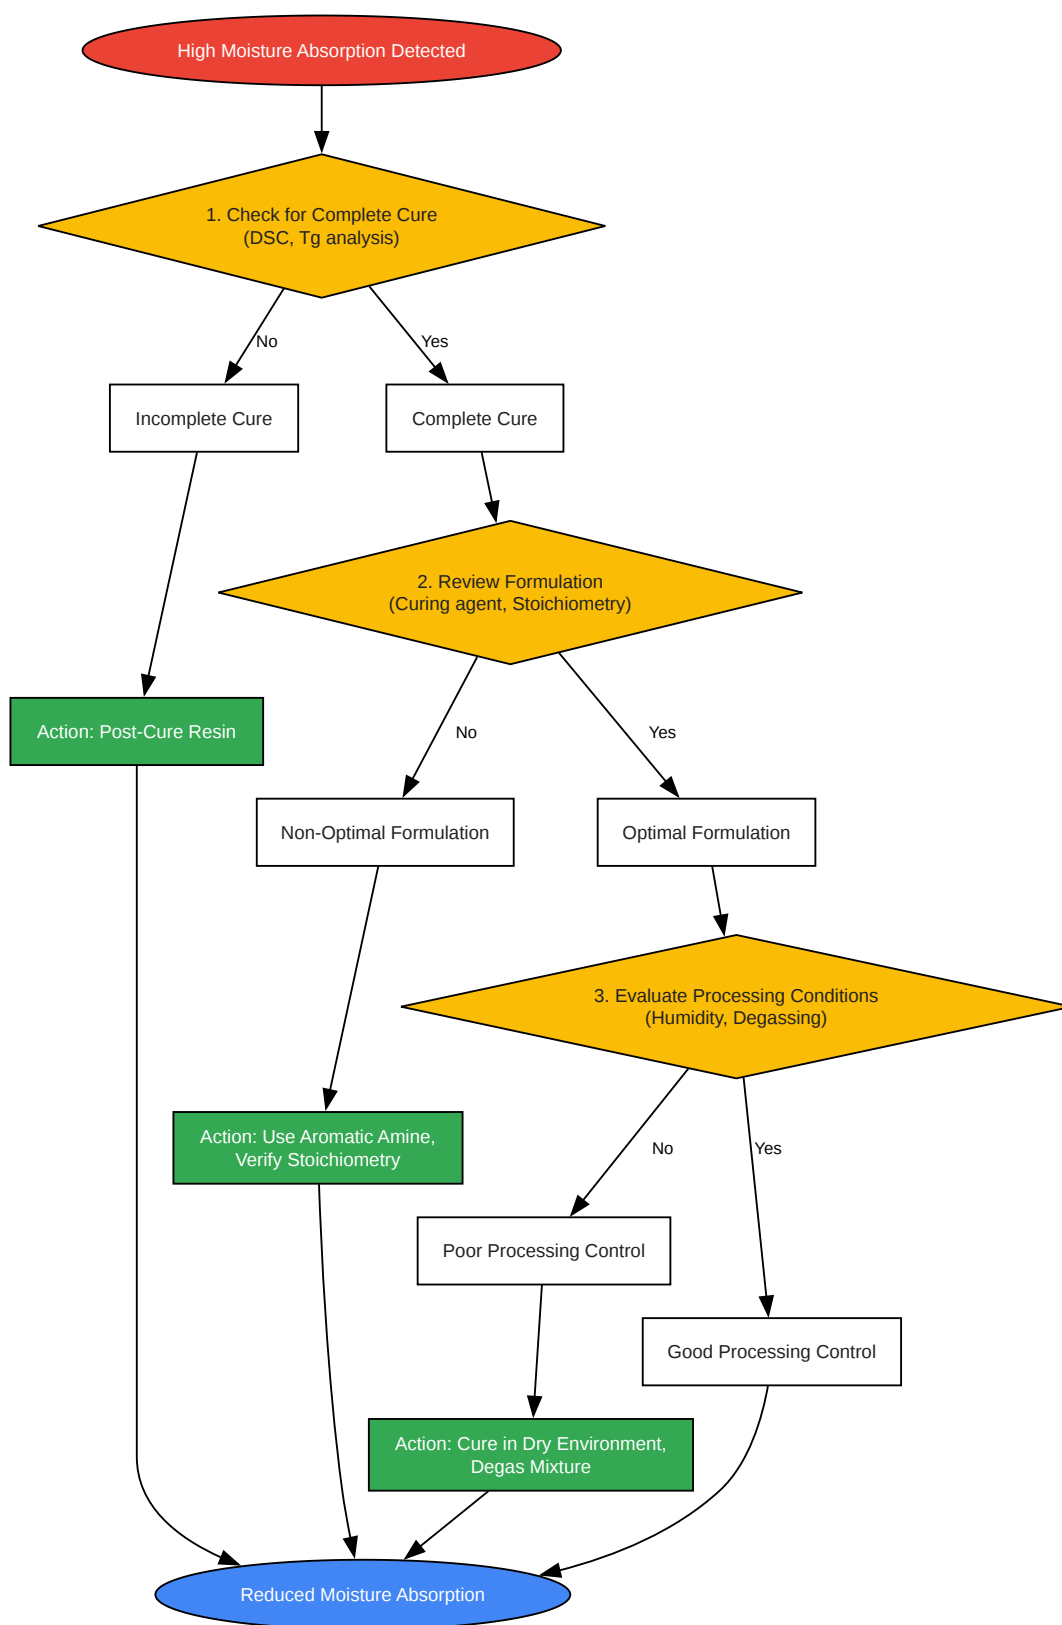 High Moisture Absorption Detected
1. Check for Complete Cure
(DSC, Tg analysis)
No
Yes
Incomplete Cure
Complete Cure
2. Review Formulation
(Curing agent, Stoichiometry)
Action: Post-Cure Resin
No
Yes
Non-Optimal Formulation
Optimal Formulation
3. Evaluate Processing Conditions
(Humidity, Degassing)
Action: Use Aromatic Amine,
Verify Stoichiometry
No
Yes
Poor Processing Control
Good Processing Control
Action: Cure in Dry Environment,
Degas Mixture
Reduced Moisture Absorption